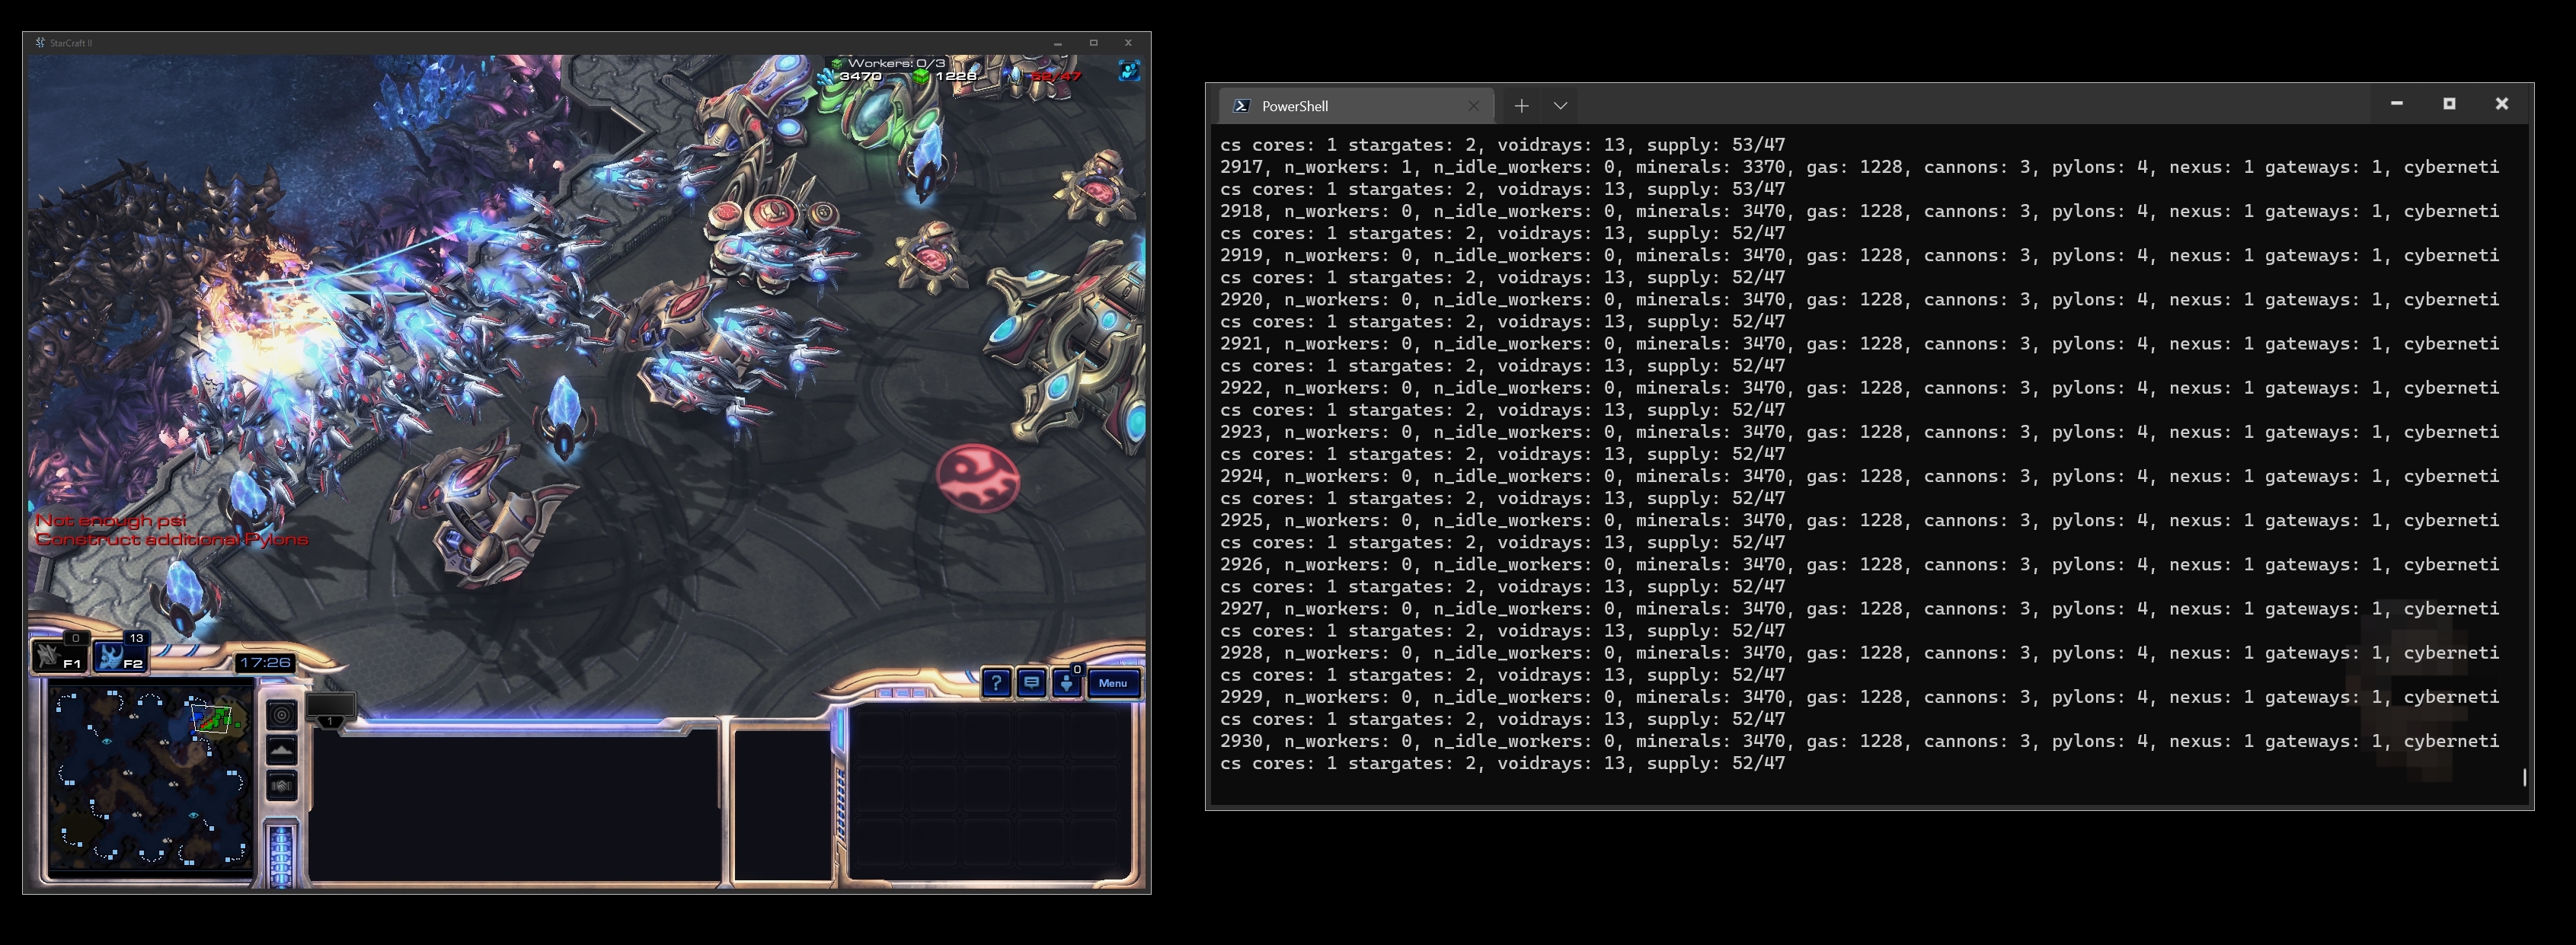 StarCraft II
Workers: 0/3
3470 1228 52/47
Not enough psi
Construct additional Pylons
0 13
F1 F2
17:26
1
? 0 Menu
PowerShell
cs cores: 1 stargates: 2, voidrays: 13, supply: 53/47
2917, n_workers: 1, n_idle_workers: 0, minerals: 3370, gas: 1228, cannons: 3, pylons: 4, nexus: 1 gateways: 1, cyberneti
cs cores: 1 stargates: 2, voidrays: 13, supply: 53/47
2918, n_workers: 0, n_idle_workers: 0, minerals: 3470, gas: 1228, cannons: 3, pylons: 4, nexus: 1 gateways: 1, cyberneti
cs cores: 1 stargates: 2, voidrays: 13, supply: 52/47
2919, n_workers: 0, n_idle_workers: 0, minerals: 3470, gas: 1228, cannons: 3, pylons: 4, nexus: 1 gateways: 1, cyberneti
cs cores: 1 stargates: 2, voidrays: 13, supply: 52/47
2920, n_workers: 0, n_idle_workers: 0, minerals: 3470, gas: 1228, cannons: 3, pylons: 4, nexus: 1 gateways: 1, cyberneti
cs cores: 1 stargates: 2, voidrays: 13, supply: 52/47
2921, n_workers: 0, n_idle_workers: 0, minerals: 3470, gas: 1228, cannons: 3, pylons: 4, nexus: 1 gateways: 1, cyberneti
cs cores: 1 stargates: 2, voidrays: 13, supply: 52/47
2922, n_workers: 0, n_idle_workers: 0, minerals: 3470, gas: 1228, cannons: 3, pylons: 4, nexus: 1 gateways: 1, cyberneti
cs cores: 1 stargates: 2, voidrays: 13, supply: 52/47
2923, n_workers: 0, n_idle_workers: 0, minerals: 3470, gas: 1228, cannons: 3, pylons: 4, nexus: 1 gateways: 1, cyberneti
cs cores: 1 stargates: 2, voidrays: 13, supply: 52/47
2924, n_workers: 0, n_idle_workers: 0, minerals: 3470, gas: 1228, cannons: 3, pylons: 4, nexus: 1 gateways: 1, cyberneti
cs cores: 1 stargates: 2, voidrays: 13, supply: 52/47
2925, n_workers: 0, n_idle_workers: 0, minerals: 3470, gas: 1228, cannons: 3, pylons: 4, nexus: 1 gateways: 1, cyberneti
cs cores: 1 stargates: 2, voidrays: 13, supply: 52/47
2926, n_workers: 0, n_idle_workers: 0, minerals: 3470, gas: 1228, cannons: 3, pylons: 4, nexus: 1 gateways: 1, cyberneti
cs cores: 1 stargates: 2, voidrays: 13, supply: 52/47
2927, n_workers: 0, n_idle_workers: 0, minerals: 3470, gas: 1228, cannons: 3, pylons: 4, nexus: 1 gateways: 1, cyberneti
cs cores: 1 stargates: 2, voidrays: 13, supply: 52/47
2928, n_workers: 0, n_idle_workers: 0, minerals: 3470, gas: 1228, cannons: 3, pylons: 4, nexus: 1 gateways: 1, cyberneti
cs cores: 1 stargates: 2, voidrays: 13, supply: 52/47
2929, n_workers: 0, n_idle_workers: 0, minerals: 3470, gas: 1228, cannons: 3, pylons: 4, nexus: 1 gateways: 1, cyberneti
cs cores: 1 stargates: 2, voidrays: 13, supply: 52/47
2930, n_workers: 0, n_idle_workers: 0, minerals: 3470, gas: 1228, cannons: 3, pylons: 4, nexus: 1 gateways: 1, cyberneti
cs cores: 1 stargates: 2, voidrays: 13, supply: 52/47